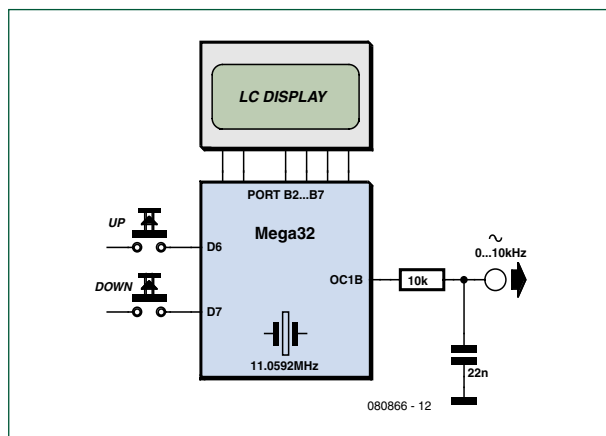 LC DISPLAY
PORT B2...B7
UP
Mega32
D6
∼
0...10kHz
DOWN
OC1B
10k
D7
11.0592MHz
22n
080866 - 12